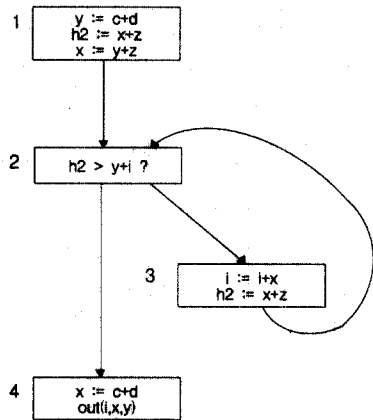 1
y := c+d
h2 := x+z
x := y+z
2
h2 > y+i ?
3
i := i+x
h2 := x+z
4
x := c+d
out(i,x,y)